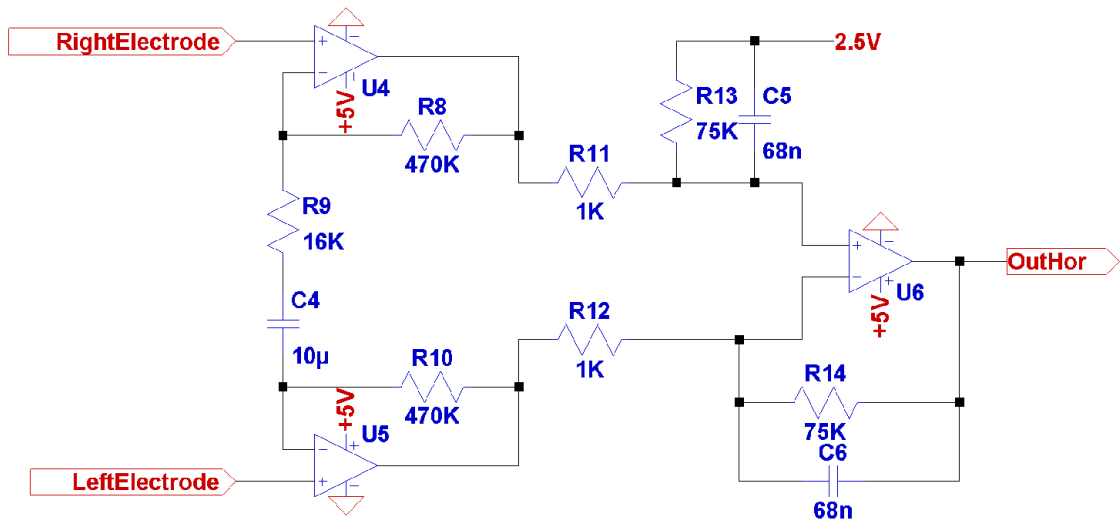 RightElectrode
+
−
−
+
U4
+5V
R8
470K
2.5V
R13
75K
C5
68n
R11
1K
R9
16K
C4
10µ
+
−
−
+
U6
+5V
OutHor
R12
1K
R10
470K
+5V
U5
−
+
+
−
LeftElectrode
R14
75K
C6
68n